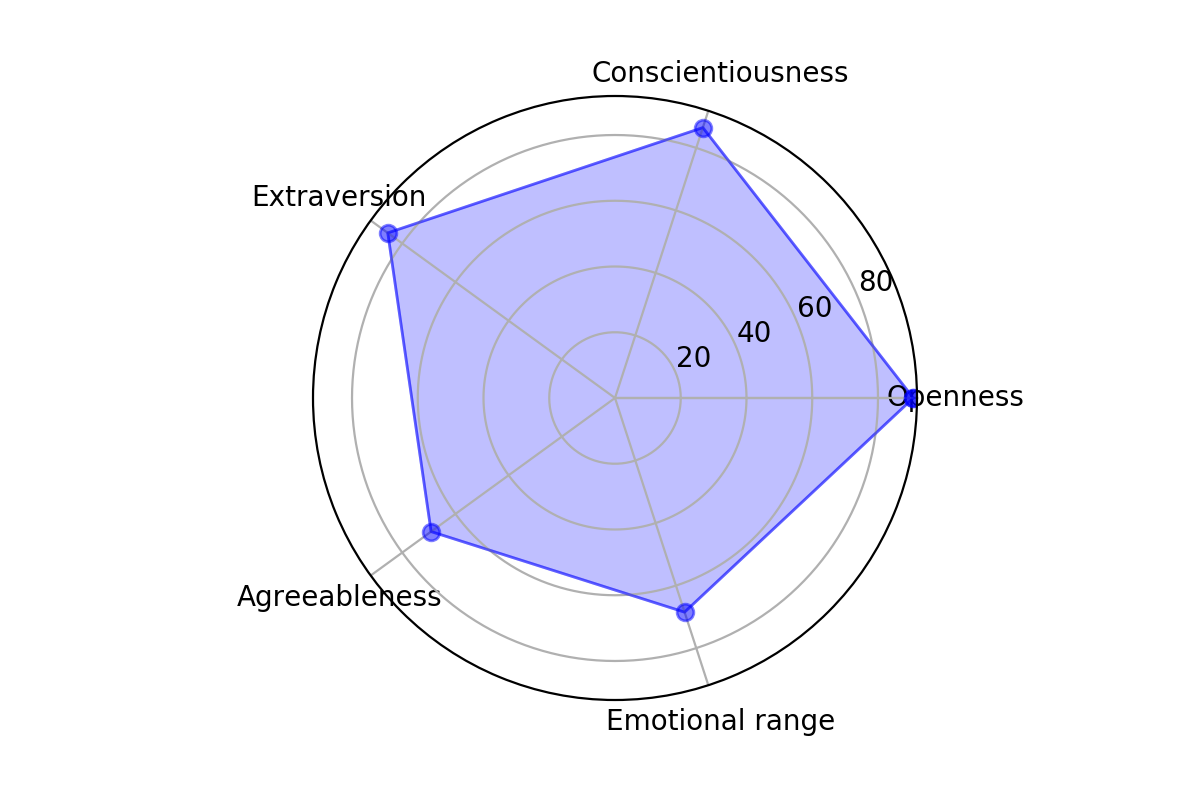 Conscientiousness
Extraversion
80
60
40
20
Openness
Agreeableness
Emotional range